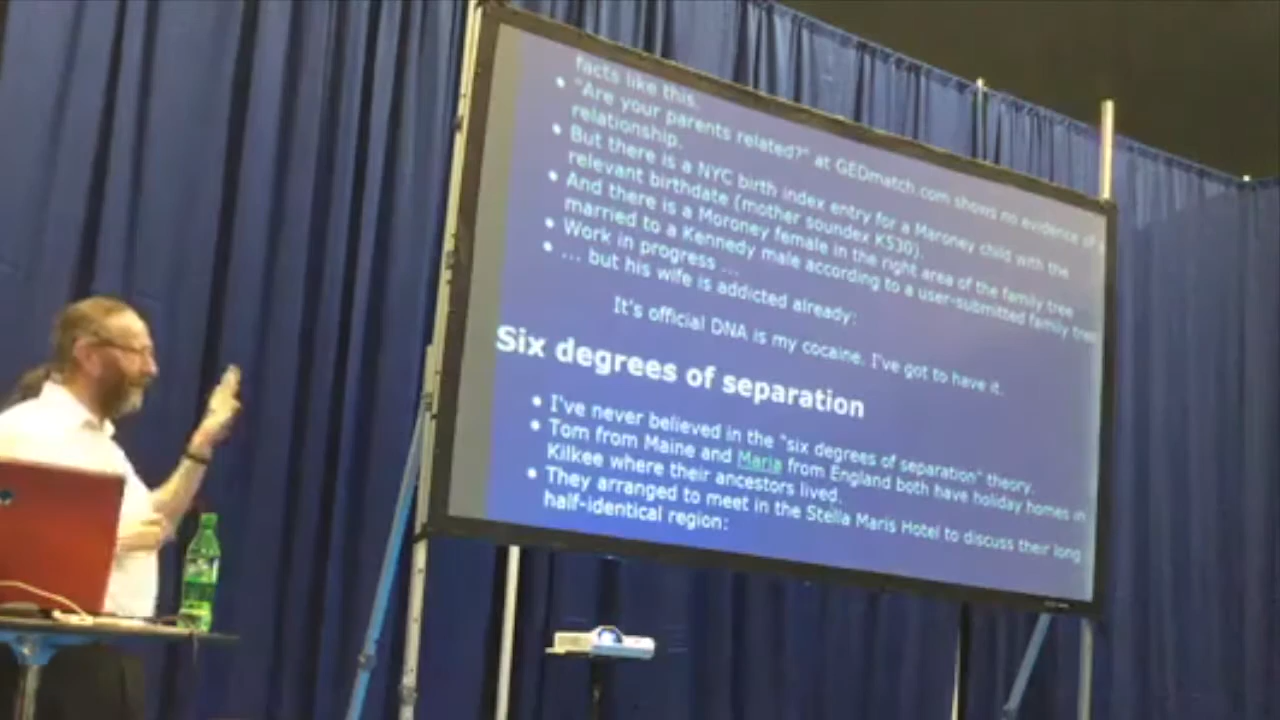 facts like this.
• "Are your parents related?" at GEDmatch.com shows no evidence of
relationship.
• But there is a NYC birth index entry for a Maroney child with the
relevant birthdate (mother soundex K530).
• And there is a Moroney female in the right area of the family tree
married to a Kennedy male according to a user-submitted family tree
• Work in progress ...
• ... but his wife is addicted already:
It's official DNA is my cocaine. I've got to have it.
Six degrees of separation
• I've never believed in the "six degrees of separation" theory.
• Tom from Maine and Maria from England both have holiday homes in
Kilkee where their ancestors lived.
• They arranged to meet in the Stella Maris Hotel to discuss their long
half-identical region: